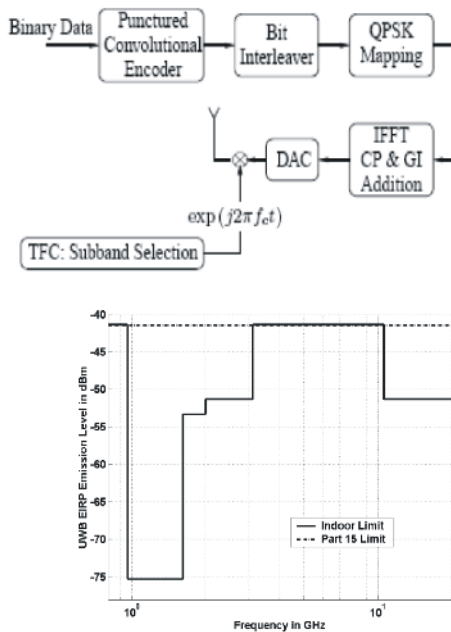 Binary Data
Punctured
Convolutional
Encoder
Bit
Interleaver
QPSK
Mapping
IFFT
CP & GI
Addition
DAC
exp (j2πf_c t)
TFC: Subband Selection
UWB EIRP Emission Level in dBm
-40
-45
-50
-55
-60
-65
-70
-75
Indoor Limit
Part 15 Limit
10^0
10^1
Frequency in GHz